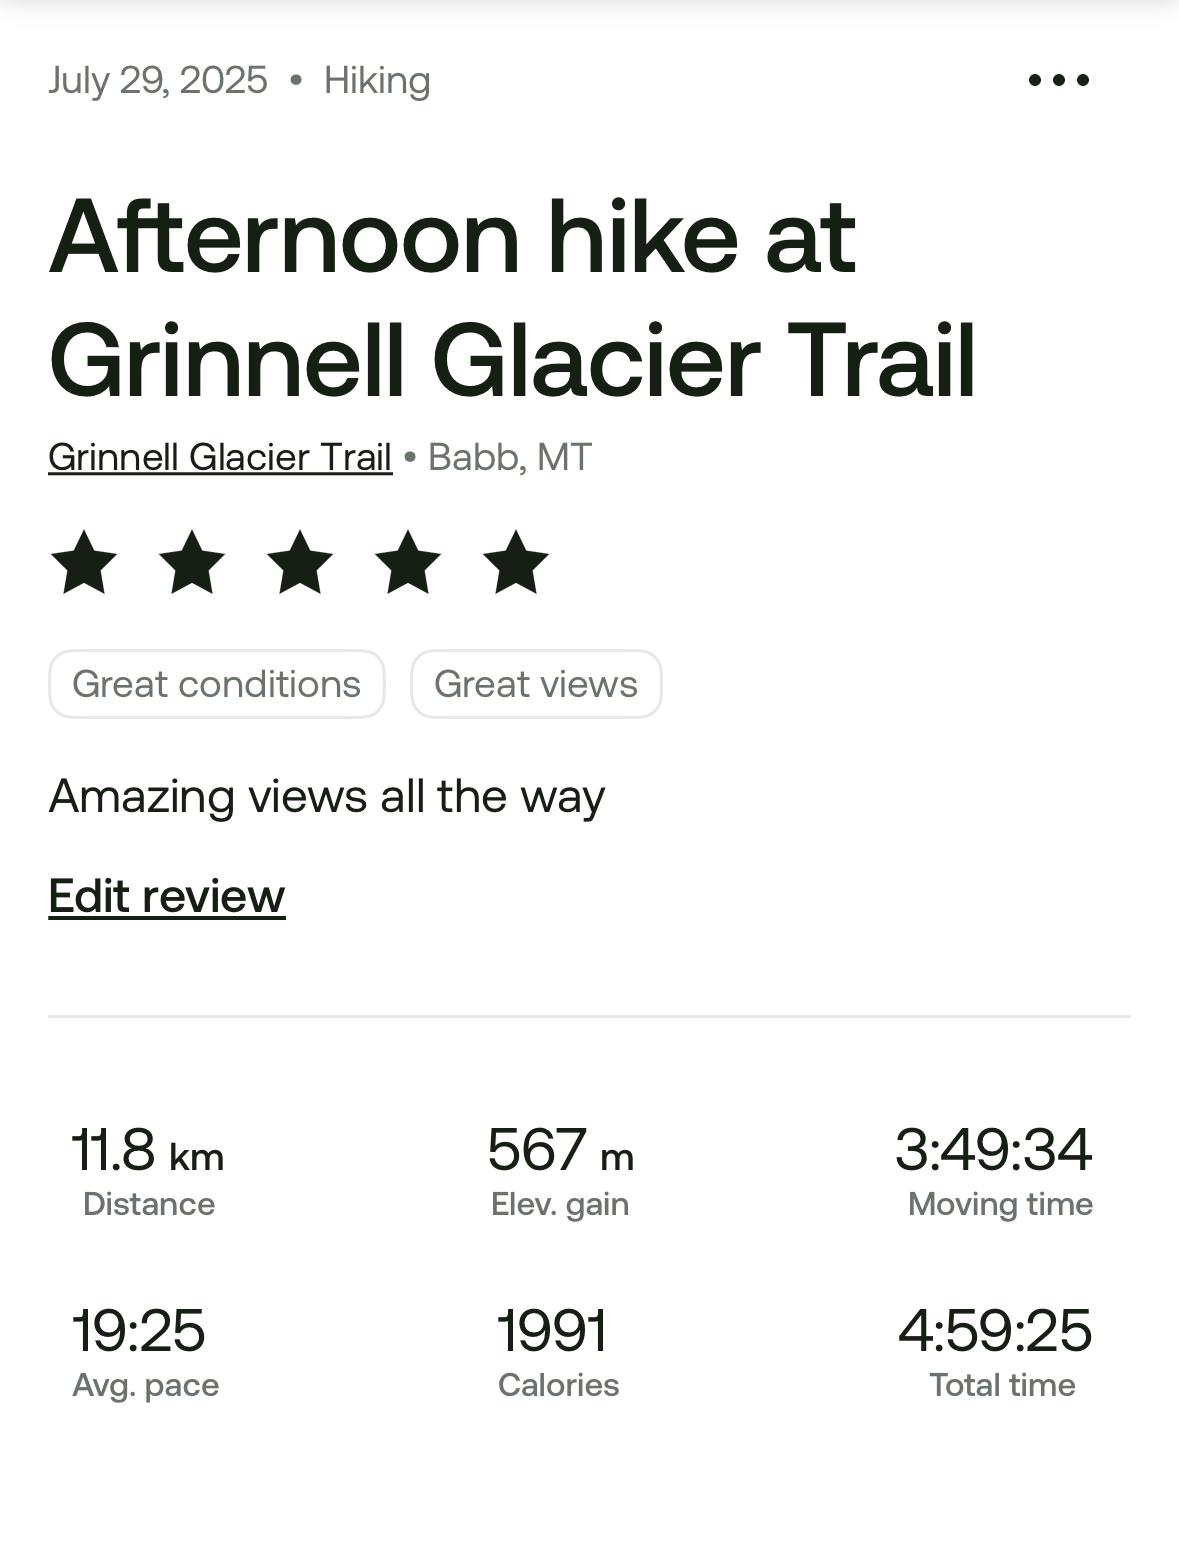 July 29, 2025 • Hiking
Afternoon hike at
Grinnell Glacier Trail
Grinnell Glacier Trail • Babb, MT
Great conditions Great views
Amazing views all the way
Edit review
11.8 km 567 m 3:49:34
Distance Elev. gain Moving time
19:25 1991 4:59:25
Avg. pace Calories Total time